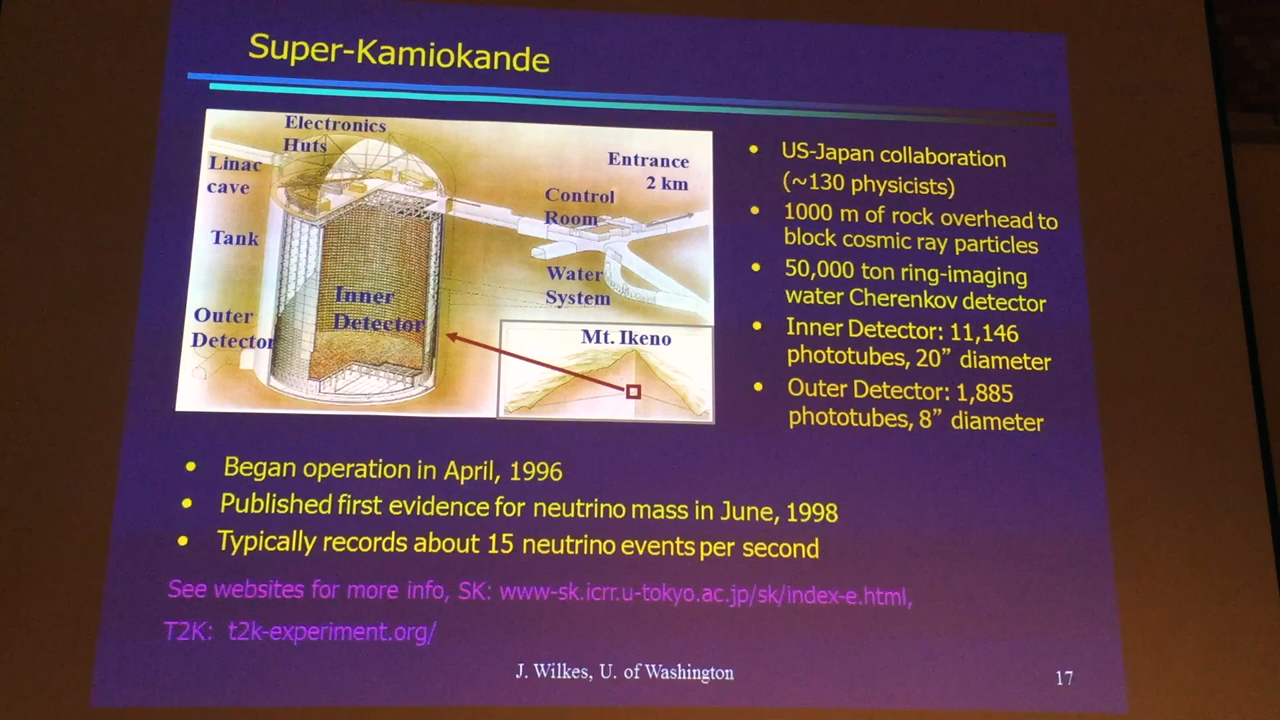 Super-Kamiokande
Electronics
Huts
Linac
cave
Tank
Outer
Detector
Inner
Detector
Entrance
2 km
Control
Room
Water
System
Mt. Ikeno
• US-Japan collaboration
(~130 physicists)
• 1000 m of rock overhead to
block cosmic ray particles
• 50,000 ton ring-imaging
water Cherenkov detector
• Inner Detector: 11,146
phototubes, 20” diameter
• Outer Detector: 1,885
phototubes, 8” diameter
• Began operation in April, 1996
• Published first evidence for neutrino mass in June, 1998
• Typically records about 15 neutrino events per second
See websites for more info, SK: www-sk.icrr.u-tokyo.ac.jp/sk/index-e.html,
T2K: t2k-experiment.org/
J. Wilkes, U. of Washington
17